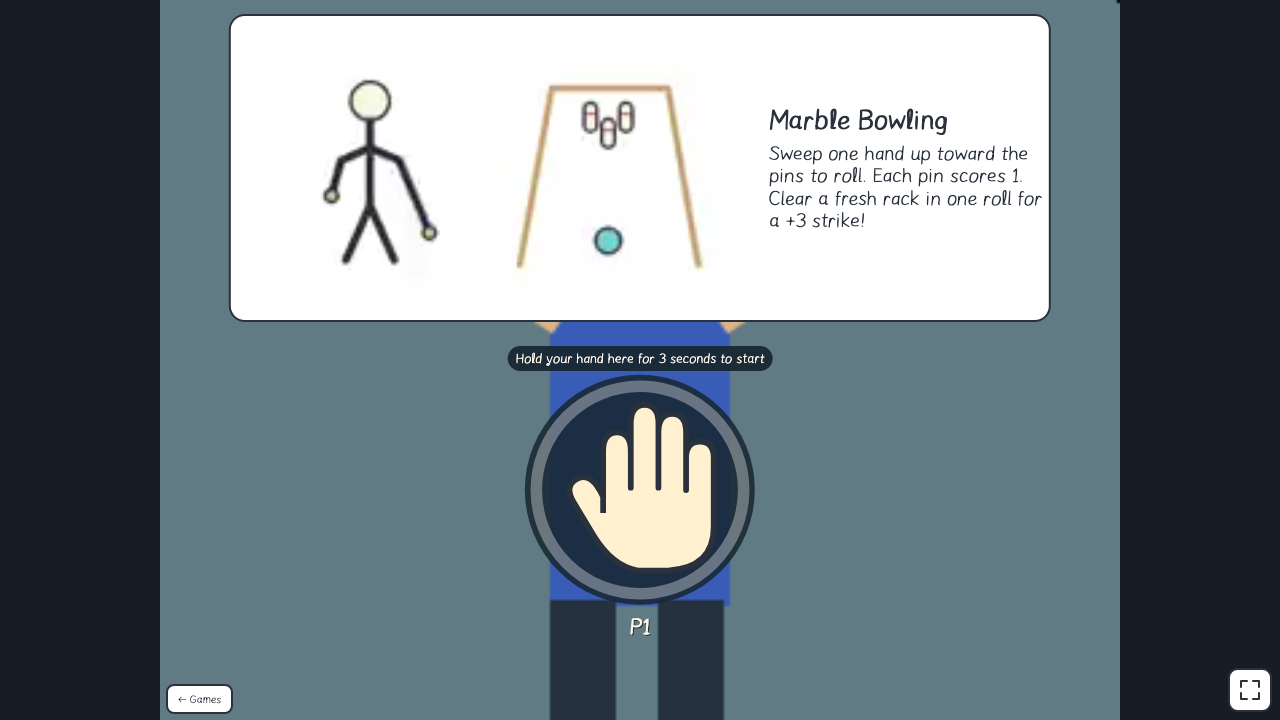 Marble Bowling
Sweep one hand up toward the
pins to roll. Each pin scores 1.
Clear a fresh rack in one roll for
a +3 strike!
Hold your hand here for 3 seconds to start
P1
← Games